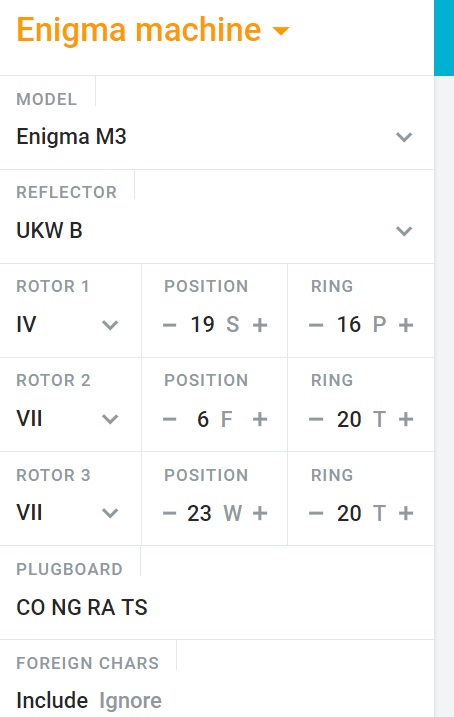 Enigma machine
MODEL
Enigma M3
REFLECTOR
UKW B
ROTOR 1 POSITION RING
IV − 19 S + − 16 P +
ROTOR 2 POSITION RING
VII − 6 F + − 20 T +
ROTOR 3 POSITION RING
VII − 23 W + − 20 T +
PLUGBOARD
CO NG RA TS
FOREIGN CHARS
Include Ignore